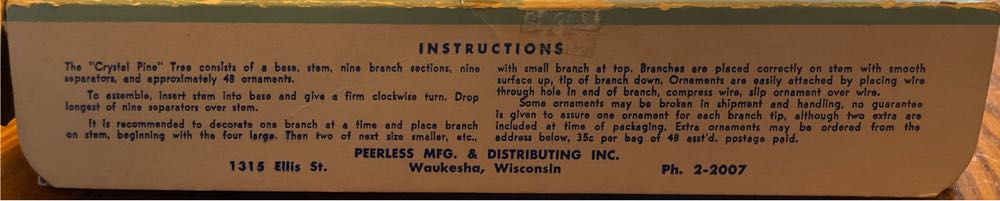 INSTRUCTIONS
The "Crystal Pine" Tree consists of a base, stem, nine branch sections, nine
separators, and approximately 48 ornaments.
To assemble, insert stem into base and give a firm clockwise turn. Drop
longest of nine separators over stem.
It is recommended to decorate one branch at a time and place branch
on stem, beginning with the four large. Then two of next size smaller, etc.,
with small branch at top. Branches are placed correctly on stem with smooth
surface up, tip of branch down. Ornaments are easily attached by placing wire
through hole in end of branch, compress wire, slip ornament over wire.
Some ornaments may be broken in shipment and handling, no guarantee
is given to assure one ornament for each branch tip, although two extra are
included at time of packaging. Extra ornaments may be ordered from the
address below, 35c per bag of 48 asst'd. postage paid.
PEERLESS MFG. & DISTRIBUTING INC.
1315 Ellis St. Waukesha, Wisconsin Ph. 2-2007